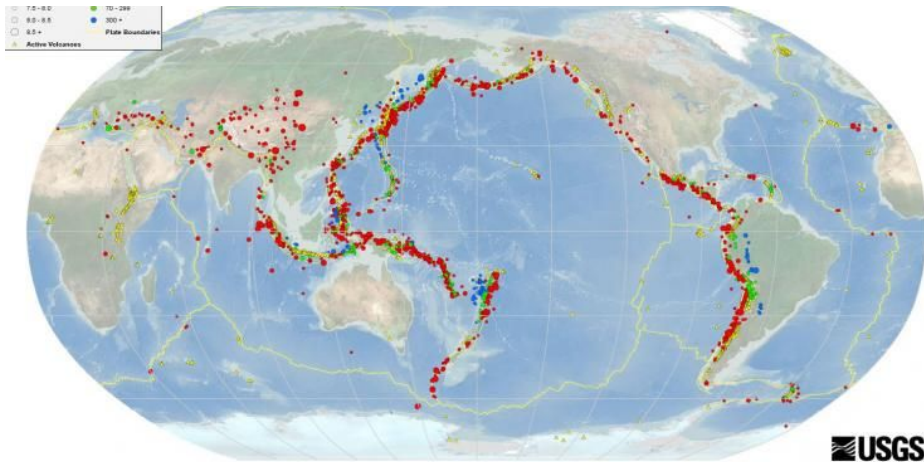 7.5 - 8.0
70 - 299
8.0 - 8.5
300 +
8.5 +
Plate Boundaries
Active Volcanoes
USGS